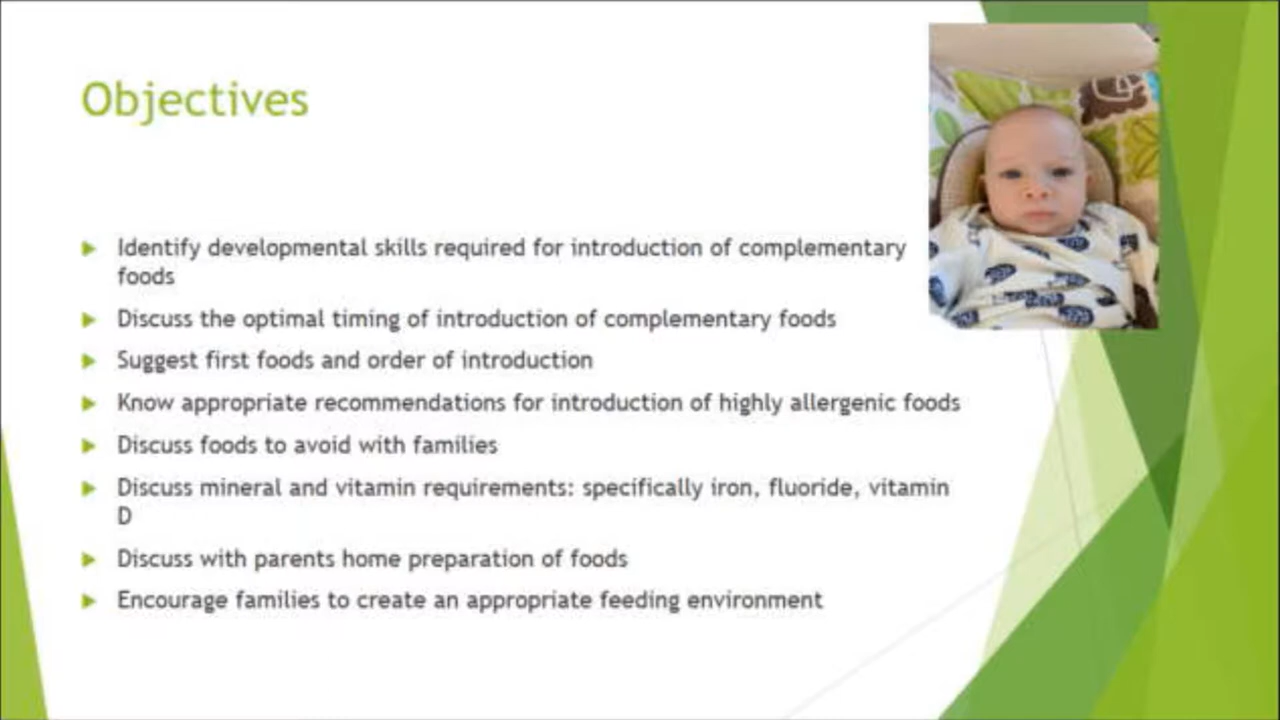 Objectives
Identify developmental skills required for introduction of complementary
foods
Discuss the optimal timing of introduction of complementary foods
Suggest first foods and order of introduction
Know appropriate recommendations for introduction of highly allergenic foods
Discuss foods to avoid with families
Discuss mineral and vitamin requirements: specifically iron, fluoride, vitamin
D
Discuss with parents home preparation of foods
Encourage families to create an appropriate feeding environment